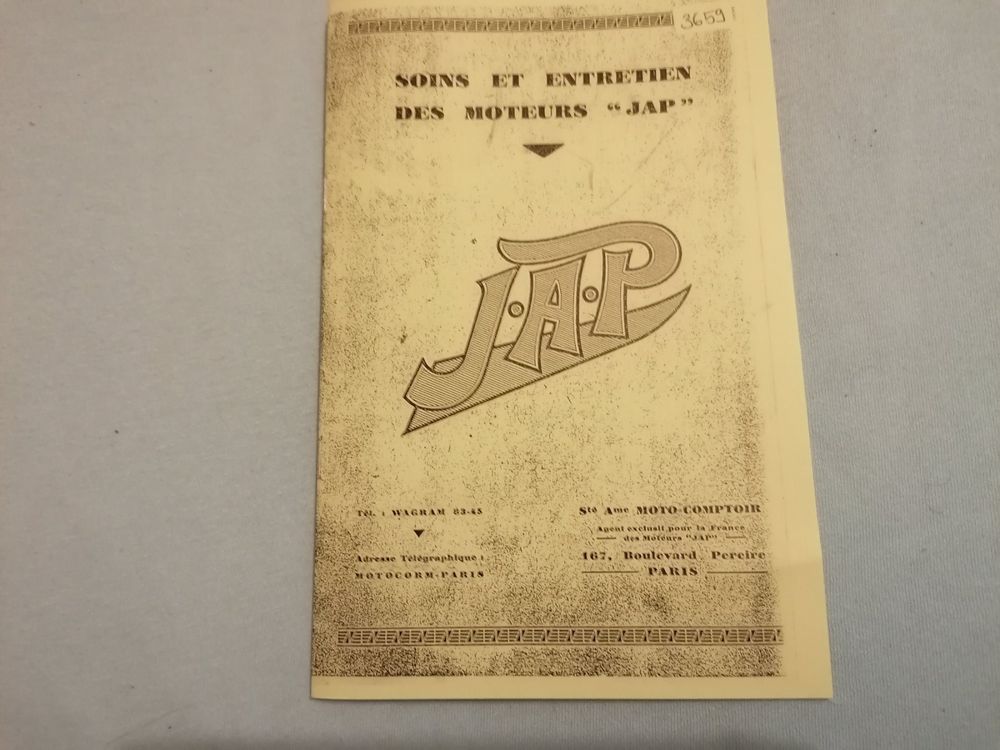 3659
SOINS ET ENTRETIEN
DES MOTEURS “JAP”
J·A·P
Tél. : WAGRAM 83-45
Adresse Télégraphique :
MOTOCORM-PARIS
Sté Ame MOTO-COMPTOIR
Agent exclusif pour la France
des Moteurs "JAP"
167, Boulevard Pereire
PARIS